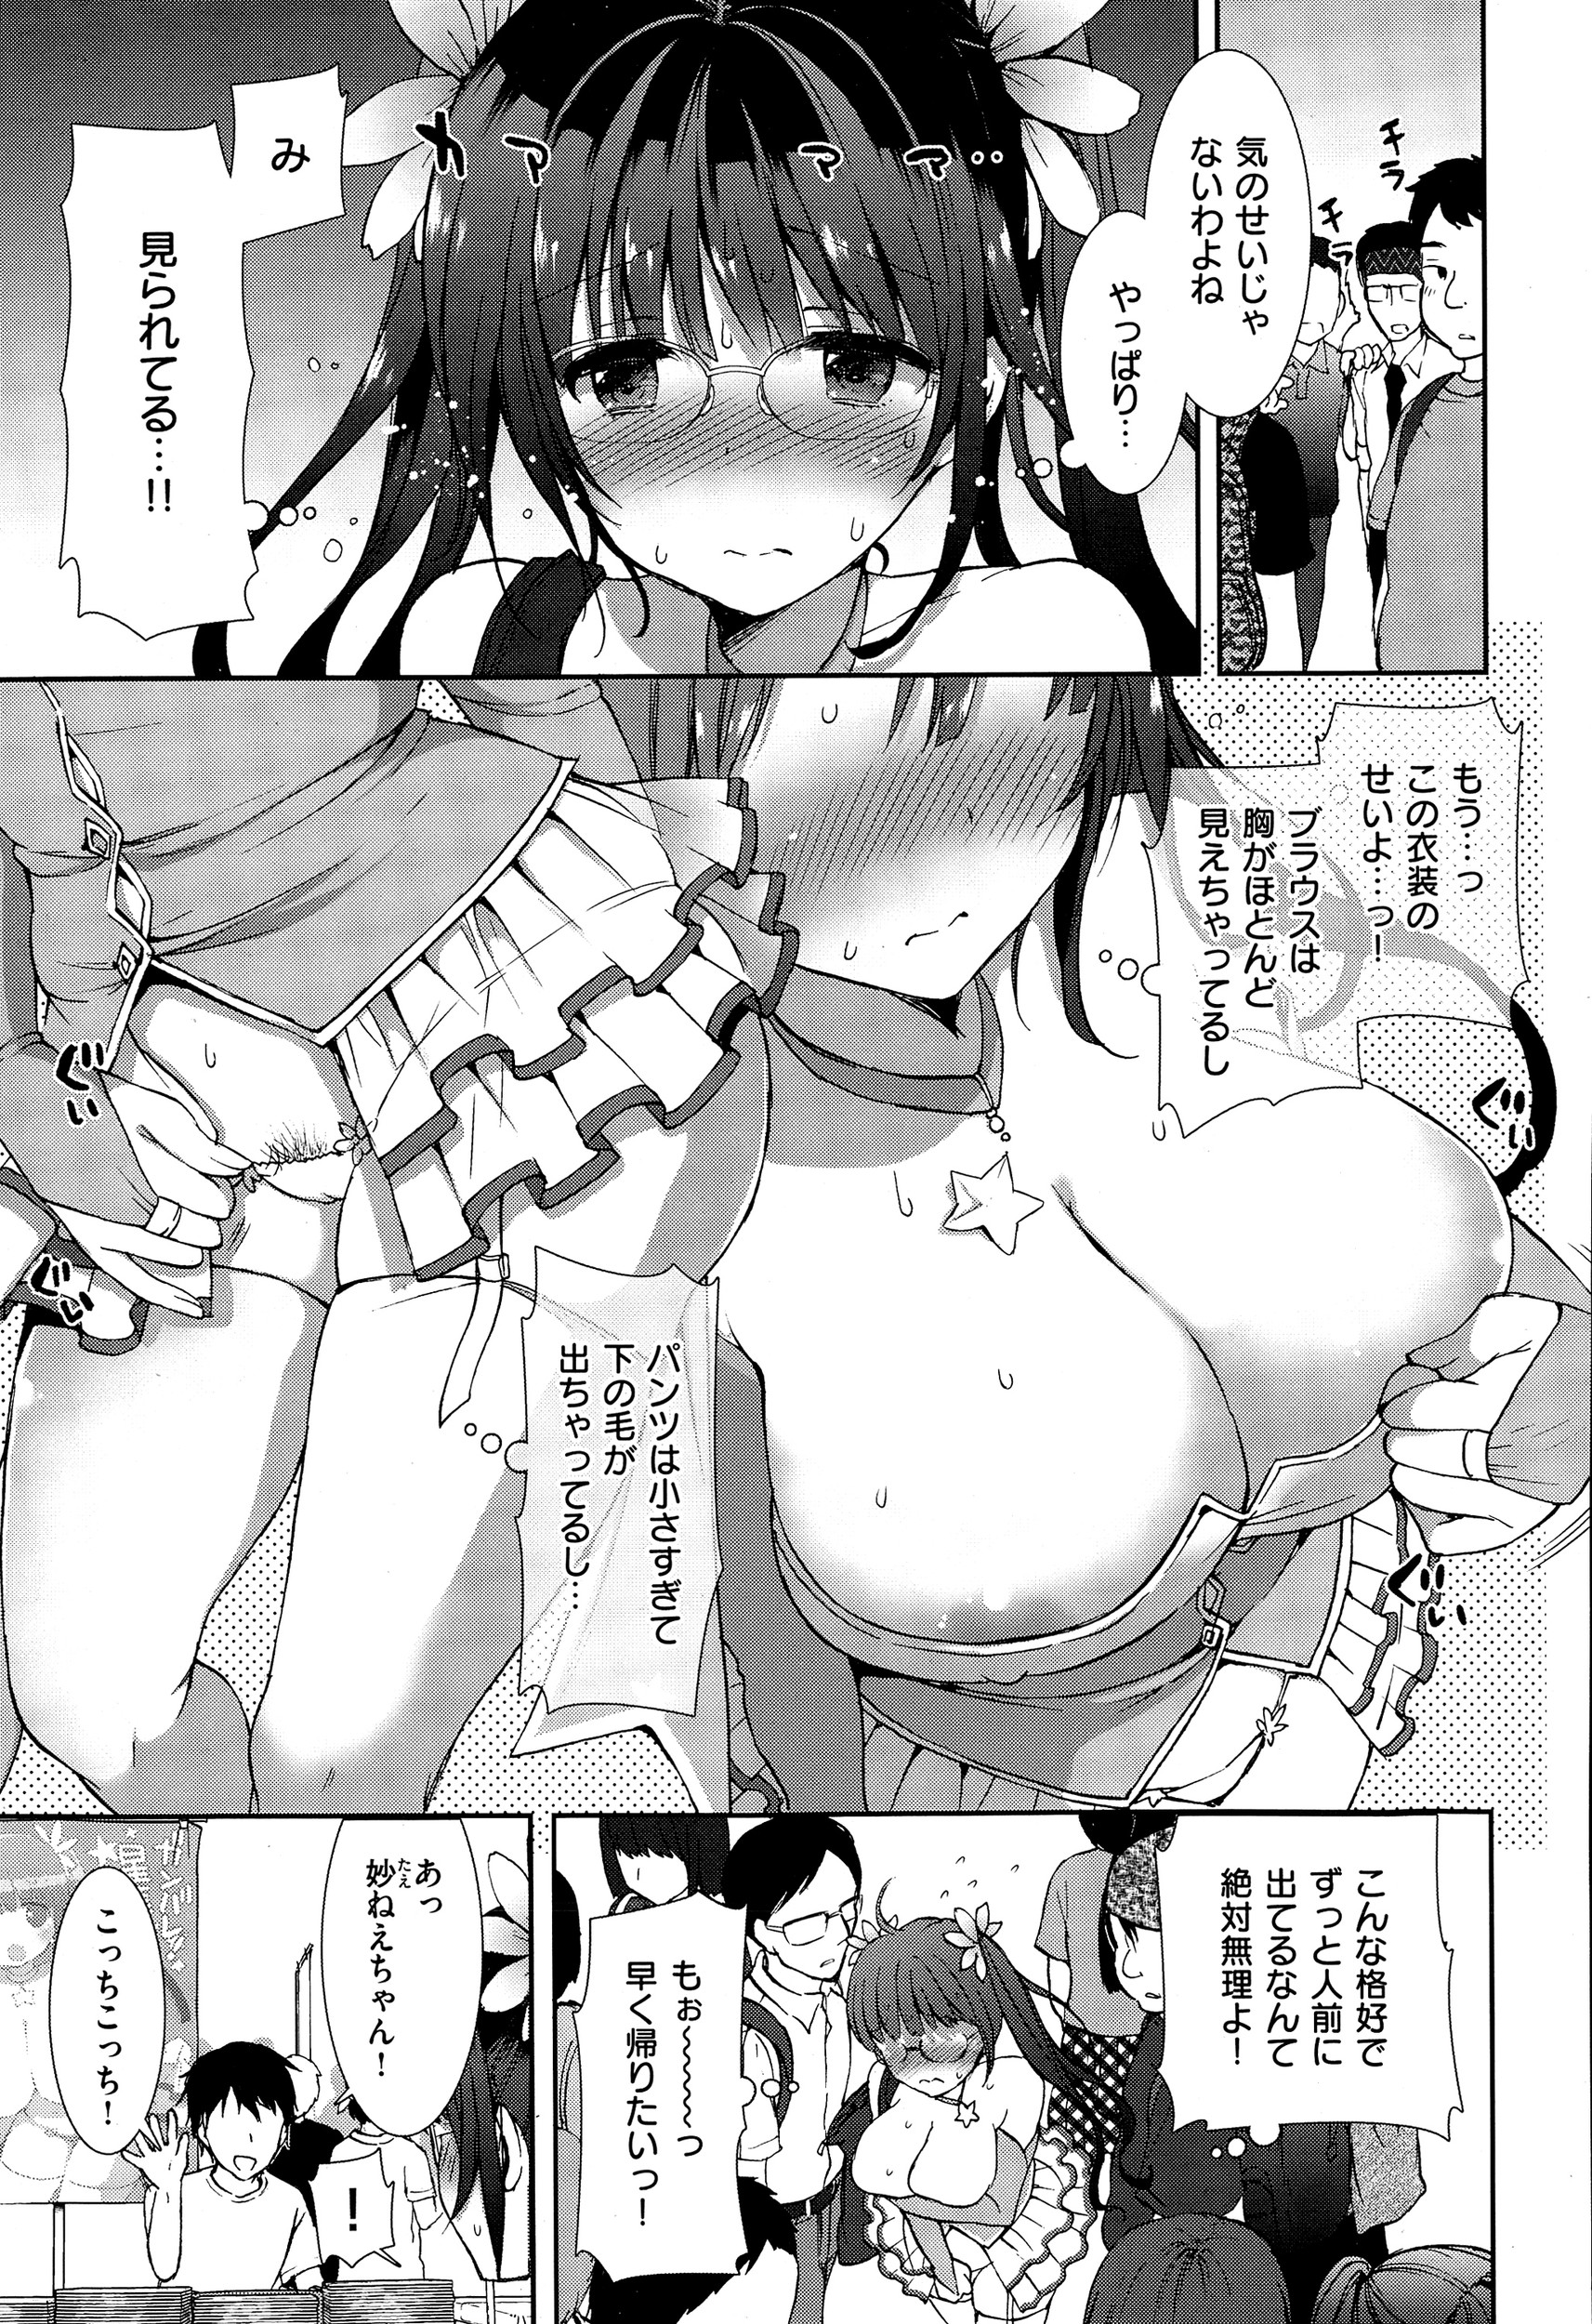 チラ
チラ
気のせいじゃ
ないわよね
やっぱり…
カァァァ‥
み
見られてる…!!
もう…っ
この衣装の
せいよ…っ!
ブラウスは
胸がほとんど
見えちゃってるし
ぐい
ぐい
ぐい
ぐい
パンツは小さすぎて
下の毛が
出ちゃってるし…
こんな格好で
ずっと人前に
出てるなんて
絶対無理よ!
もぉ~~~~っ
早く帰りたいっ!
あっ
妙ねえちゃん!
たえ
!
こっちこっち!